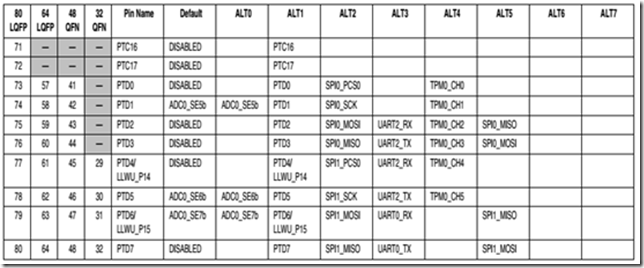 80 LQFP 64 LQFP 48 QFN 32 QFN Pin Name Default ALT0 ALT1 ALT2 ALT3 ALT4 ALT5 ALT6 ALT7
71 — — — PTC16 DISABLED PTC16
72 — — — PTC17 DISABLED PTC17
73 57 41 — PTD0 DISABLED PTD0 SPI0_PCS0 TPM0_CH0
74 58 42 — PTD1 ADC0_SE5b ADC0_SE5b PTD1 SPI0_SCK TPM0_CH1
75 59 43 — PTD2 DISABLED PTD2 SPI0_MOSI UART2_RX TPM0_CH2 SPI0_MISO
76 60 44 — PTD3 DISABLED PTD3 SPI0_MISO UART2_TX TPM0_CH3 SPI0_MOSI
77 61 45 29 PTD4/ LLWU_P14 DISABLED PTD4/ LLWU_P14 SPI1_PCS0 UART2_RX TPM0_CH4
78 62 46 30 PTD5 ADC0_SE6b ADC0_SE6b PTD5 SPI1_SCK UART2_TX TPM0_CH5
79 63 47 31 PTD6/ LLWU_P15 ADC0_SE7b ADC0_SE7b PTD6/ LLWU_P15 SPI1_MOSI UART0_RX SPI1_MISO
80 64 48 32 PTD7 DISABLED PTD7 SPI1_MISO UART0_TX SPI1_MOSI